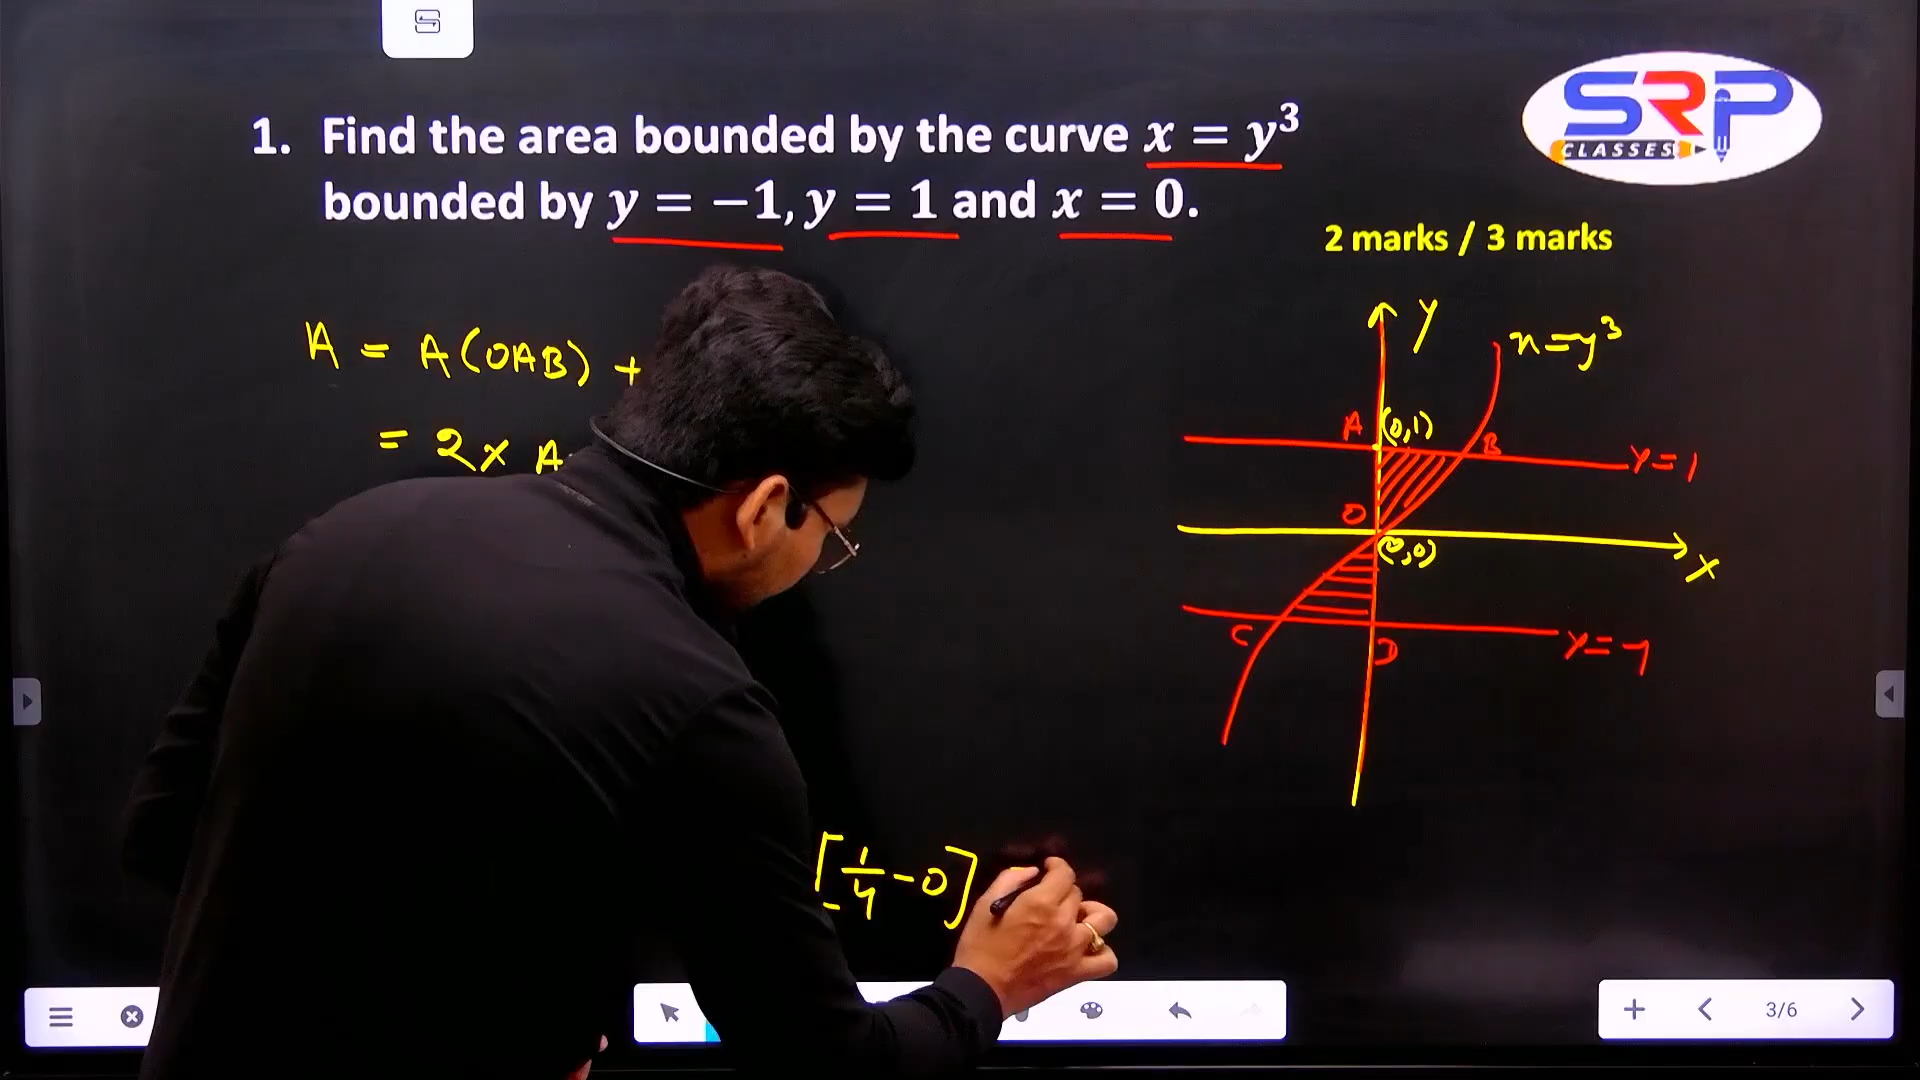 SRP
CLASSES
1. Find the area bounded by the curve x = y³
bounded by y = −1, y = 1 and x = 0.
2 marks / 3 marks
A = A(OAB) +
= 2 × A
[1/4 - 0]
Y
x=y³
A (0,1)
B
y=1
O
(0,0)
X
C
D
y=-1
3/6